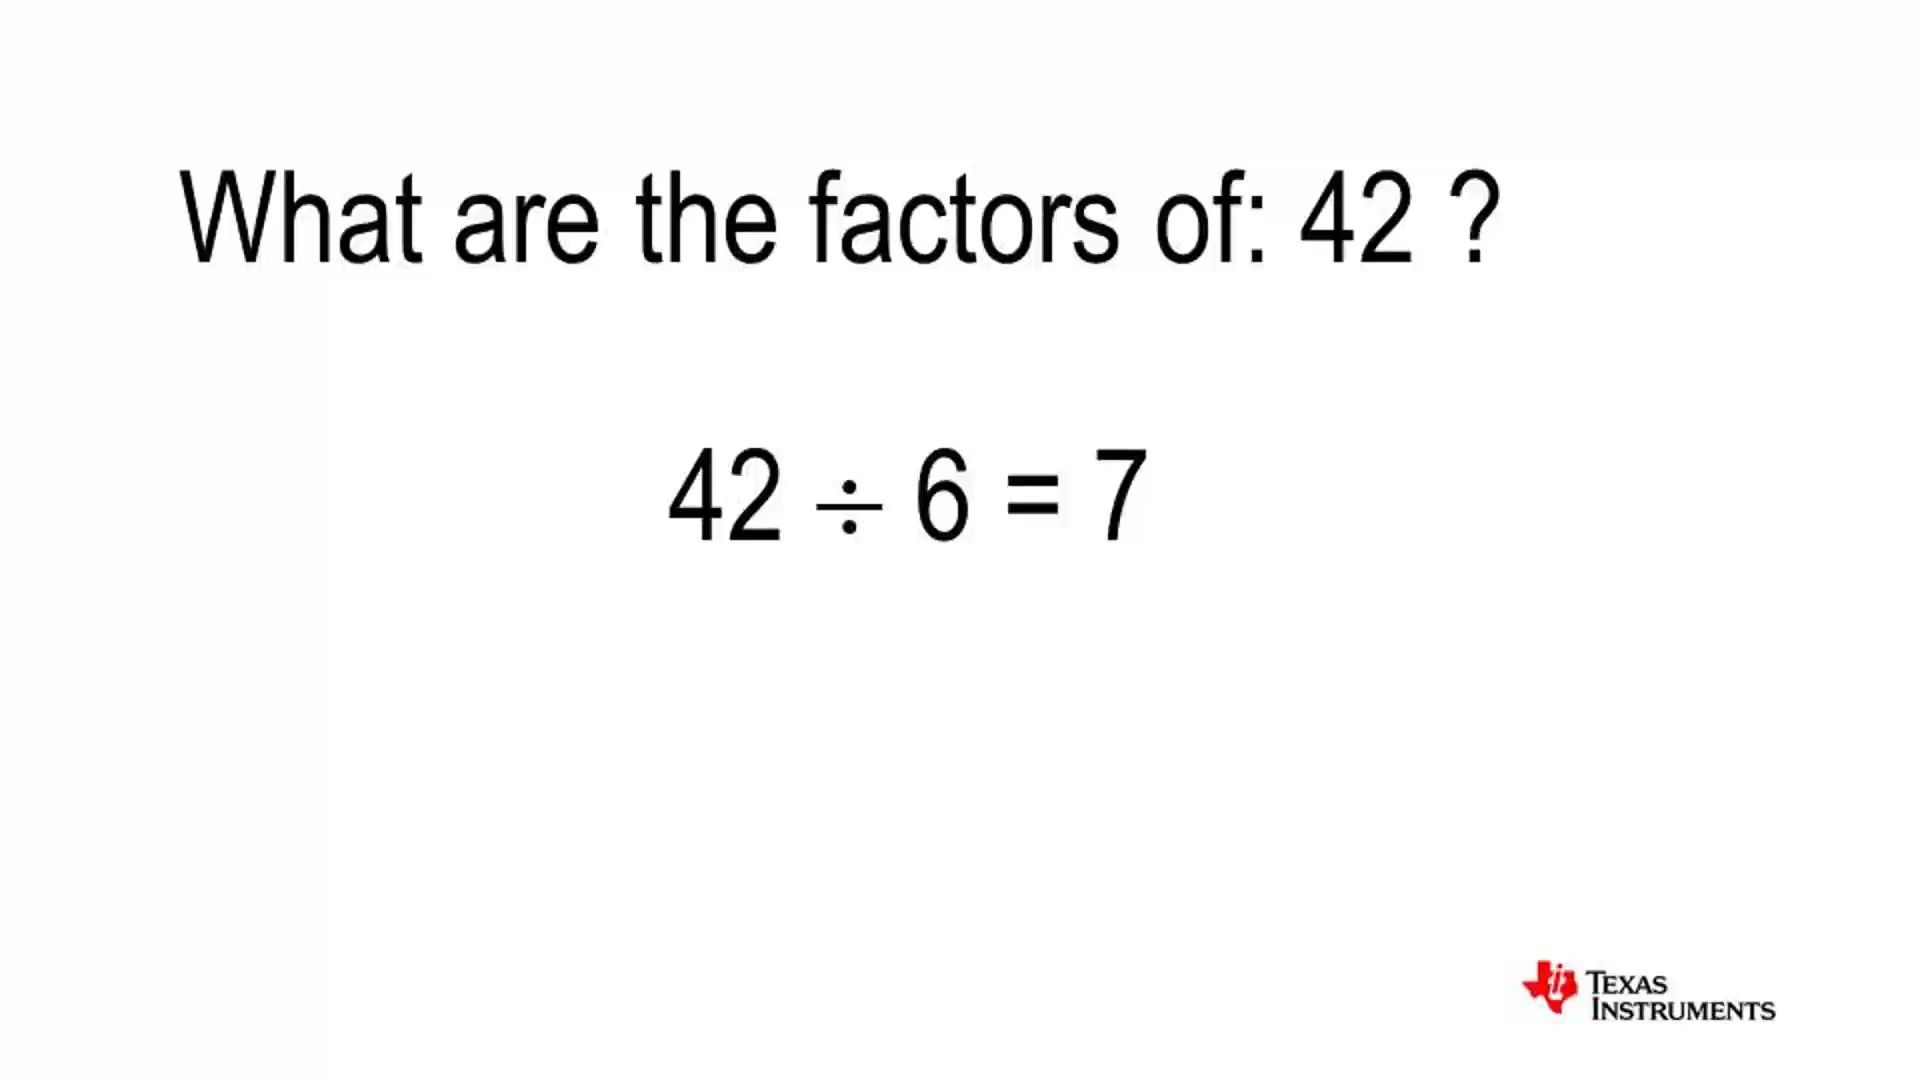 What are the factors of: 42 ?
42 ÷ 6 = 7
TEXAS
INSTRUMENTS